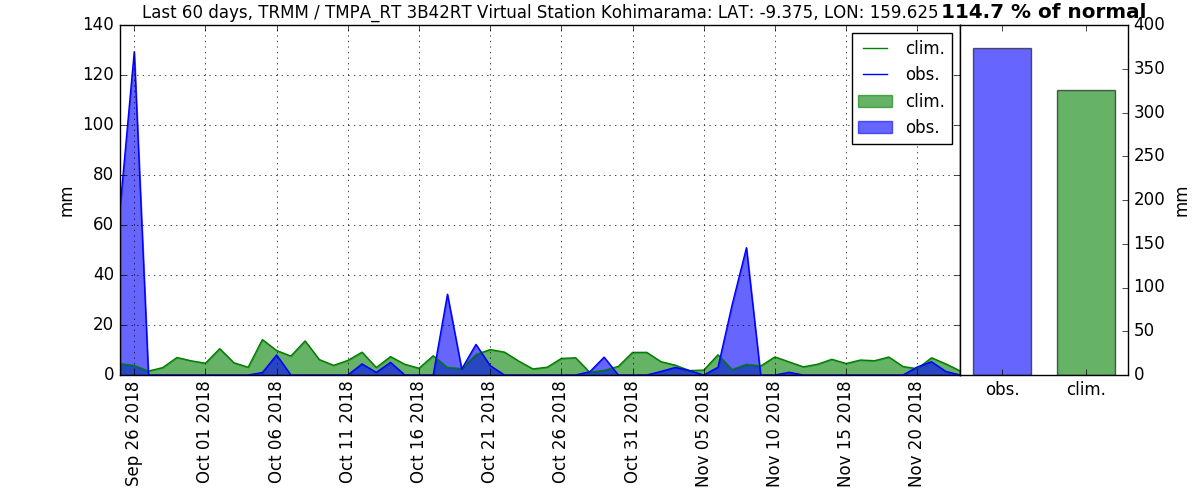 Last 60 days, TRMM / TMPA_RT 3B42RT Virtual Station Kohimarama: LAT: -9.375, LON: 159.625
114.7 % of normal
140
120
100
80
60
40
20
0
mm
clim.
obs.
clim.
obs.
Sep 26 2018
Oct 01 2018
Oct 06 2018
Oct 11 2018
Oct 16 2018
Oct 21 2018
Oct 26 2018
Oct 31 2018
Nov 05 2018
Nov 10 2018
Nov 15 2018
Nov 20 2018
400
350
300
250
200
150
100
50
0
mm
obs.
clim.